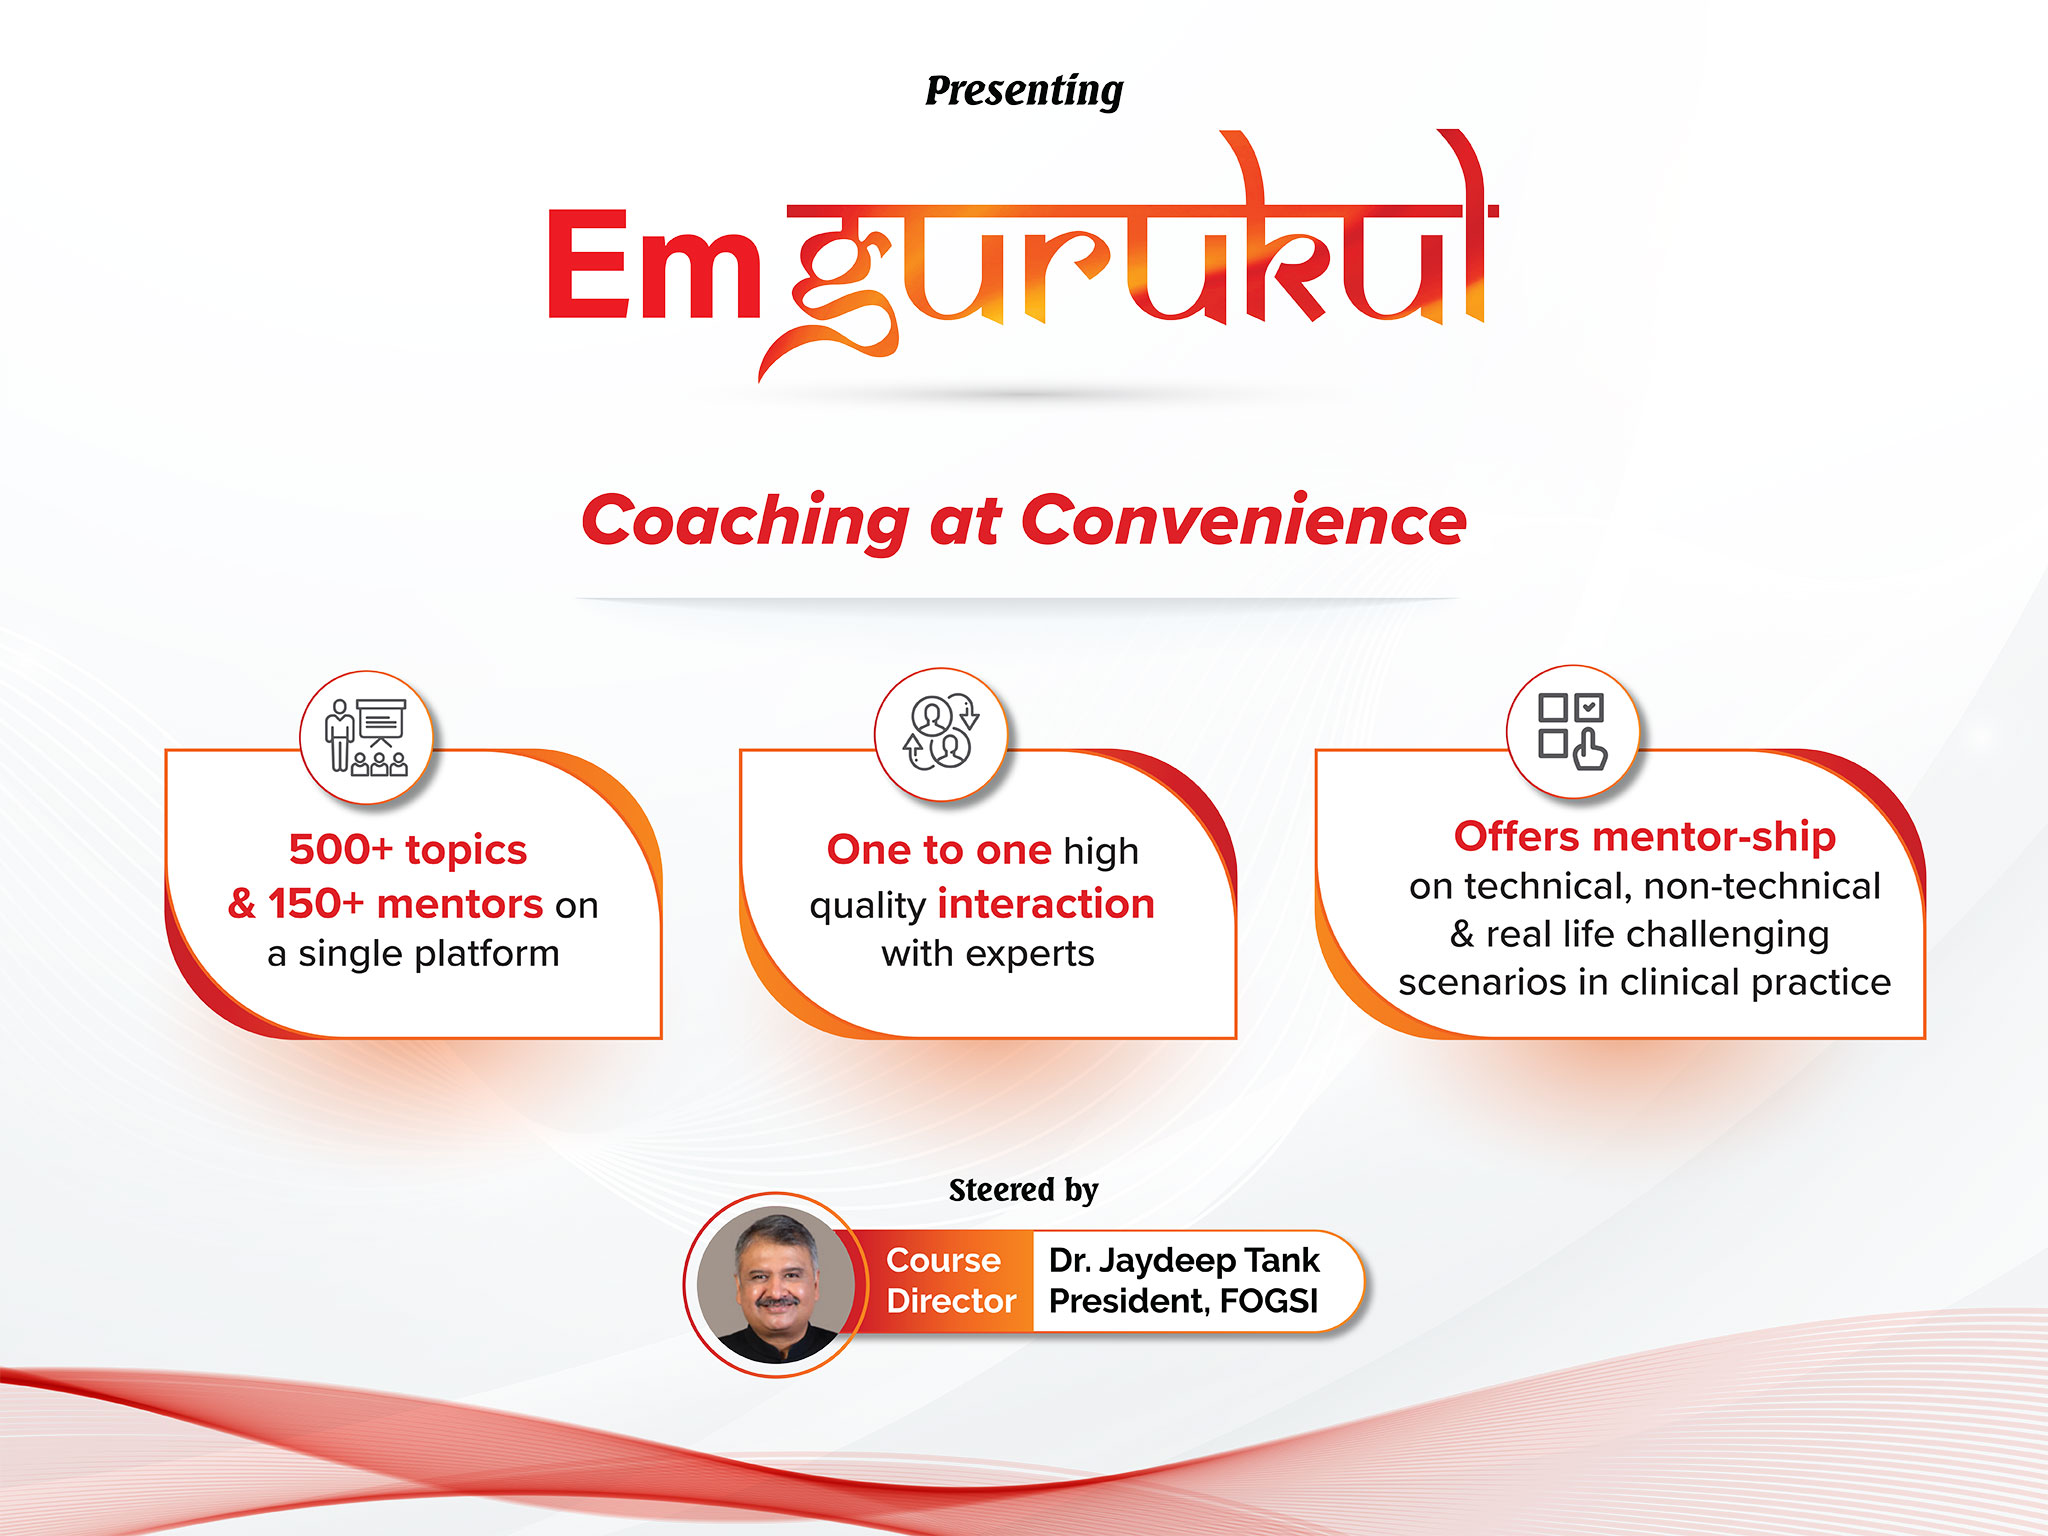 Presenting
Em gurukul
Coaching at Convenience
500+ topics
& 150+ mentors on
a single platform
One to one high
quality interaction
with experts
Offers mentor-ship
on technical, non-technical
& real life challenging
scenarios in clinical practice
Steered by
Course
Director
Dr. Jaydeep Tank
President, FOGSI